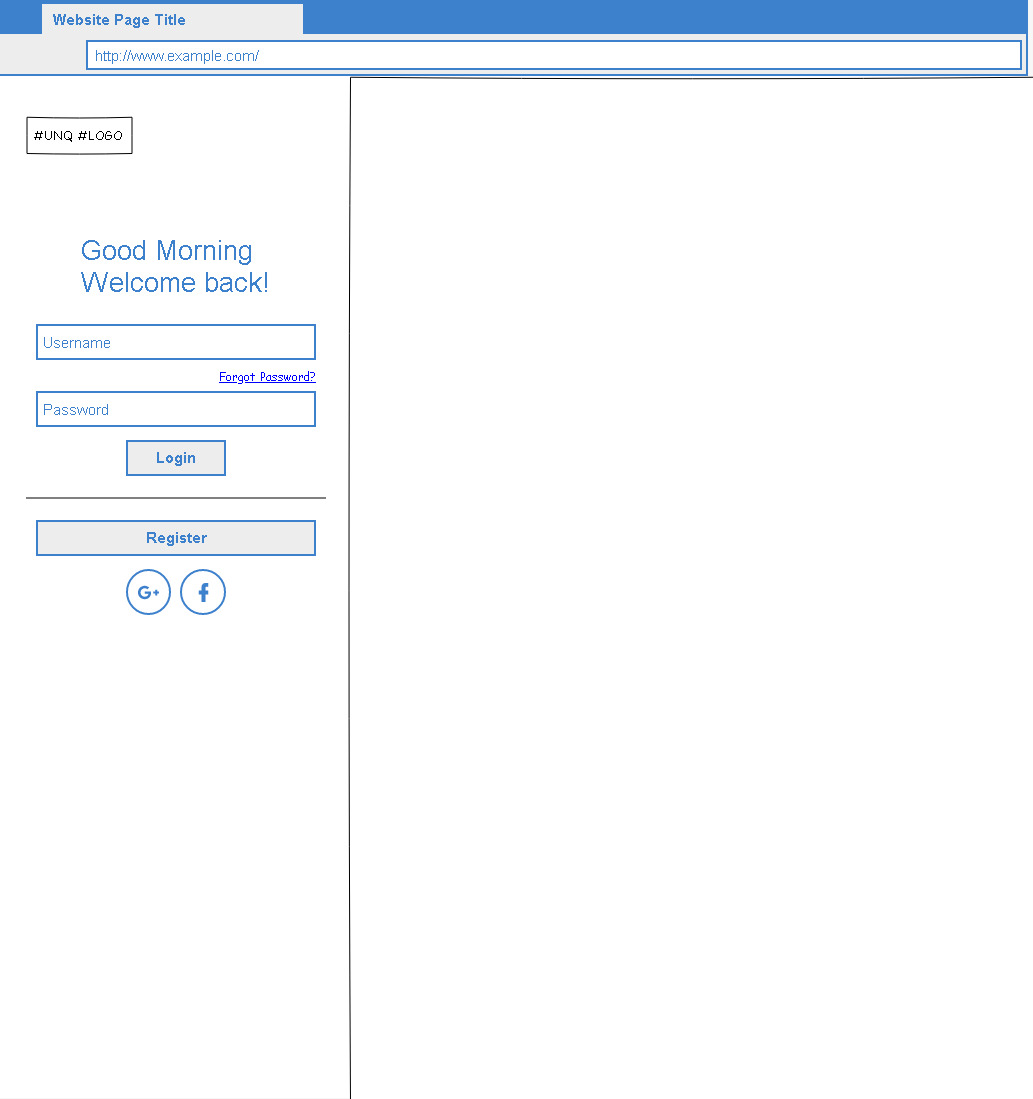 Website Page Title
http://www.example.com/
#UNQ #LOGO
Good Morning
Welcome back!
Username
Forgot Password?
Password
Login
Register
G+
f